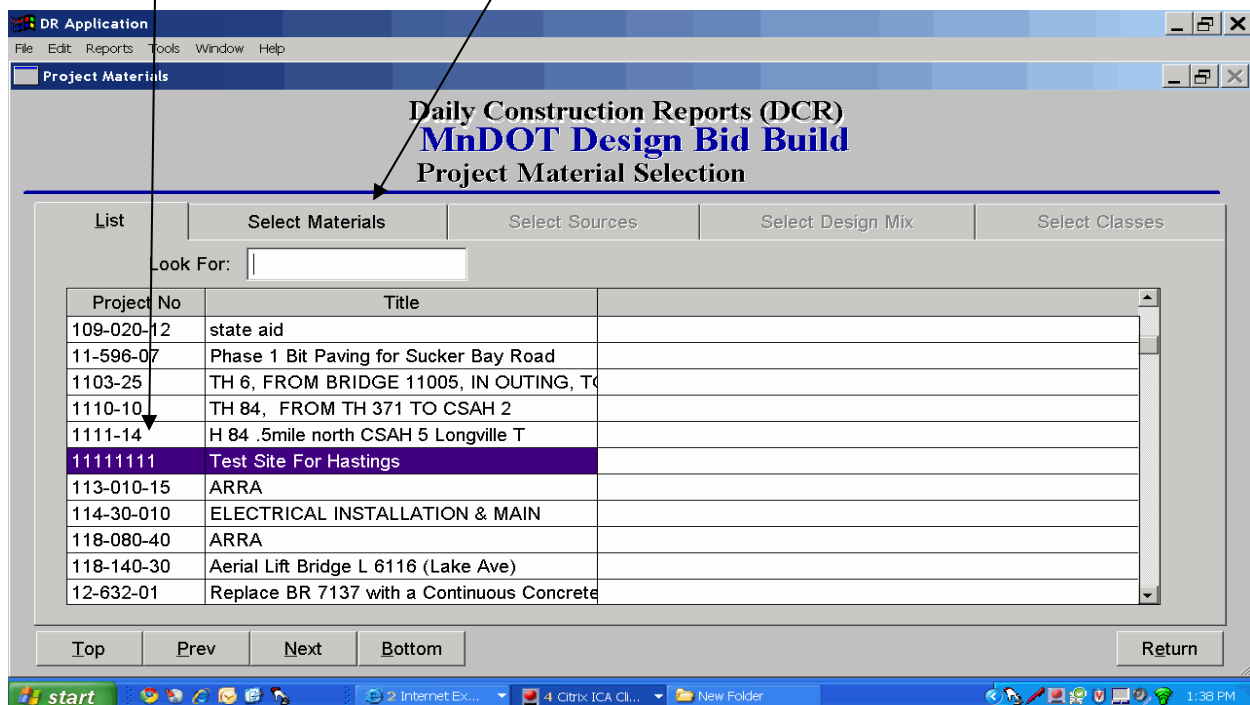 DR Application
File Edit Reports Tools Window Help
Project Materials
Daily Construction Reports (DCR)
MnDOT Design Bid Build
Project Material Selection
List Select Materials Select Sources Select Design Mix Select Classes
Look For:
Project No Title
109-020-12 state aid
11-596-07 Phase 1 Bit Paving for Sucker Bay Road
1103-25 TH 6, FROM BRIDGE 11005, IN OUTING, TO
1110-10 TH 84, FROM TH 371 TO CSAH 2
1111-14 H 84 .5mile north CSAH 5 Longville T
11111111 Test Site For Hastings
113-010-15 ARRA
114-30-010 ELECTRICAL INSTALLATION & MAIN
118-080-40 ARRA
118-140-30 Aerial Lift Bridge L 6116 (Lake Ave)
12-632-01 Replace BR 7137 with a Continuous Concrete
Top Prev Next Bottom Return
start 2 Internet Ex... 4 Citrix ICA Cli... New Folder 1:38 PM